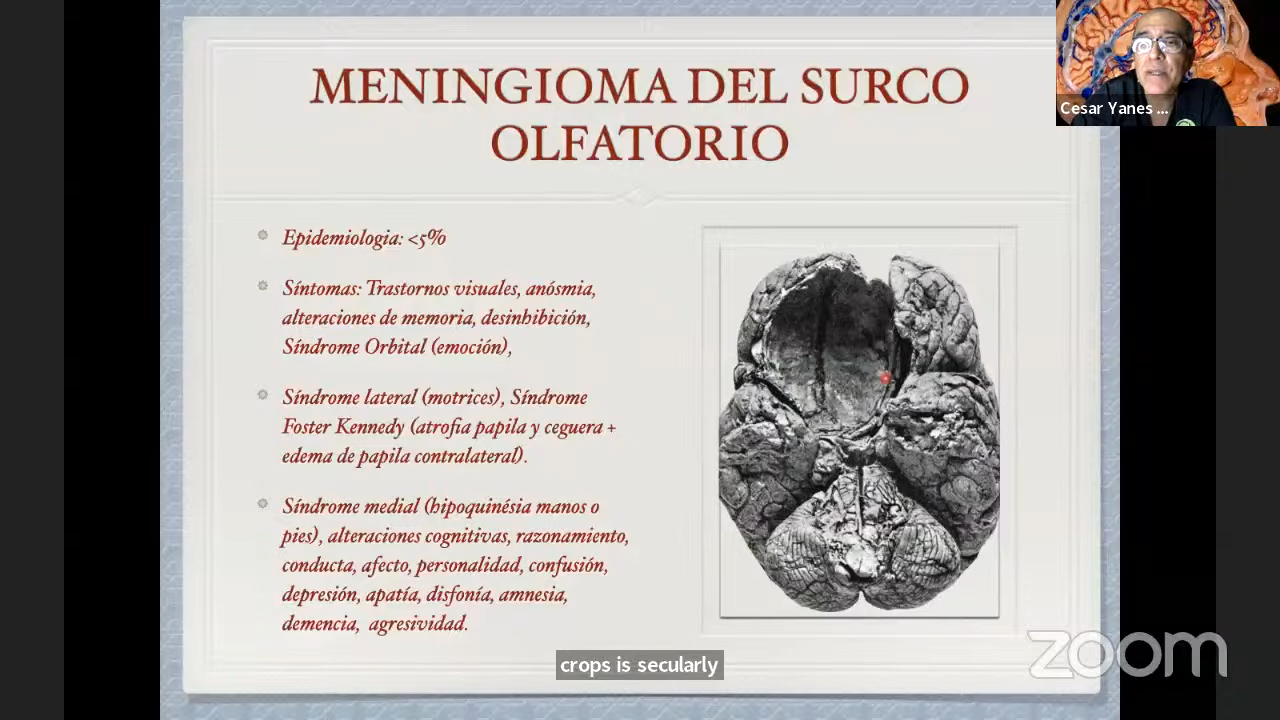 MENINGIOMA DEL SURCO
OLFATORIO
Epidemiologia: <5%
Síntomas: Trastornos visuales, anósmia,
alteraciones de memoria, desinhibición,
Síndrome Orbital (emoción),
Síndrome lateral (motrices), Síndrome
Foster Kennedy (atrofia papila y ceguera +
edema de papila contralateral).
Síndrome medial (hipoquinésia manos o
pies), alteraciones cognitivas, razonamiento,
conducta, afecto, personalidad, confusión,
depresión, apatía, disfonía, amnesia,
demencia, agresividad.
Cesar Yanes ...
crops is secularly
zoom